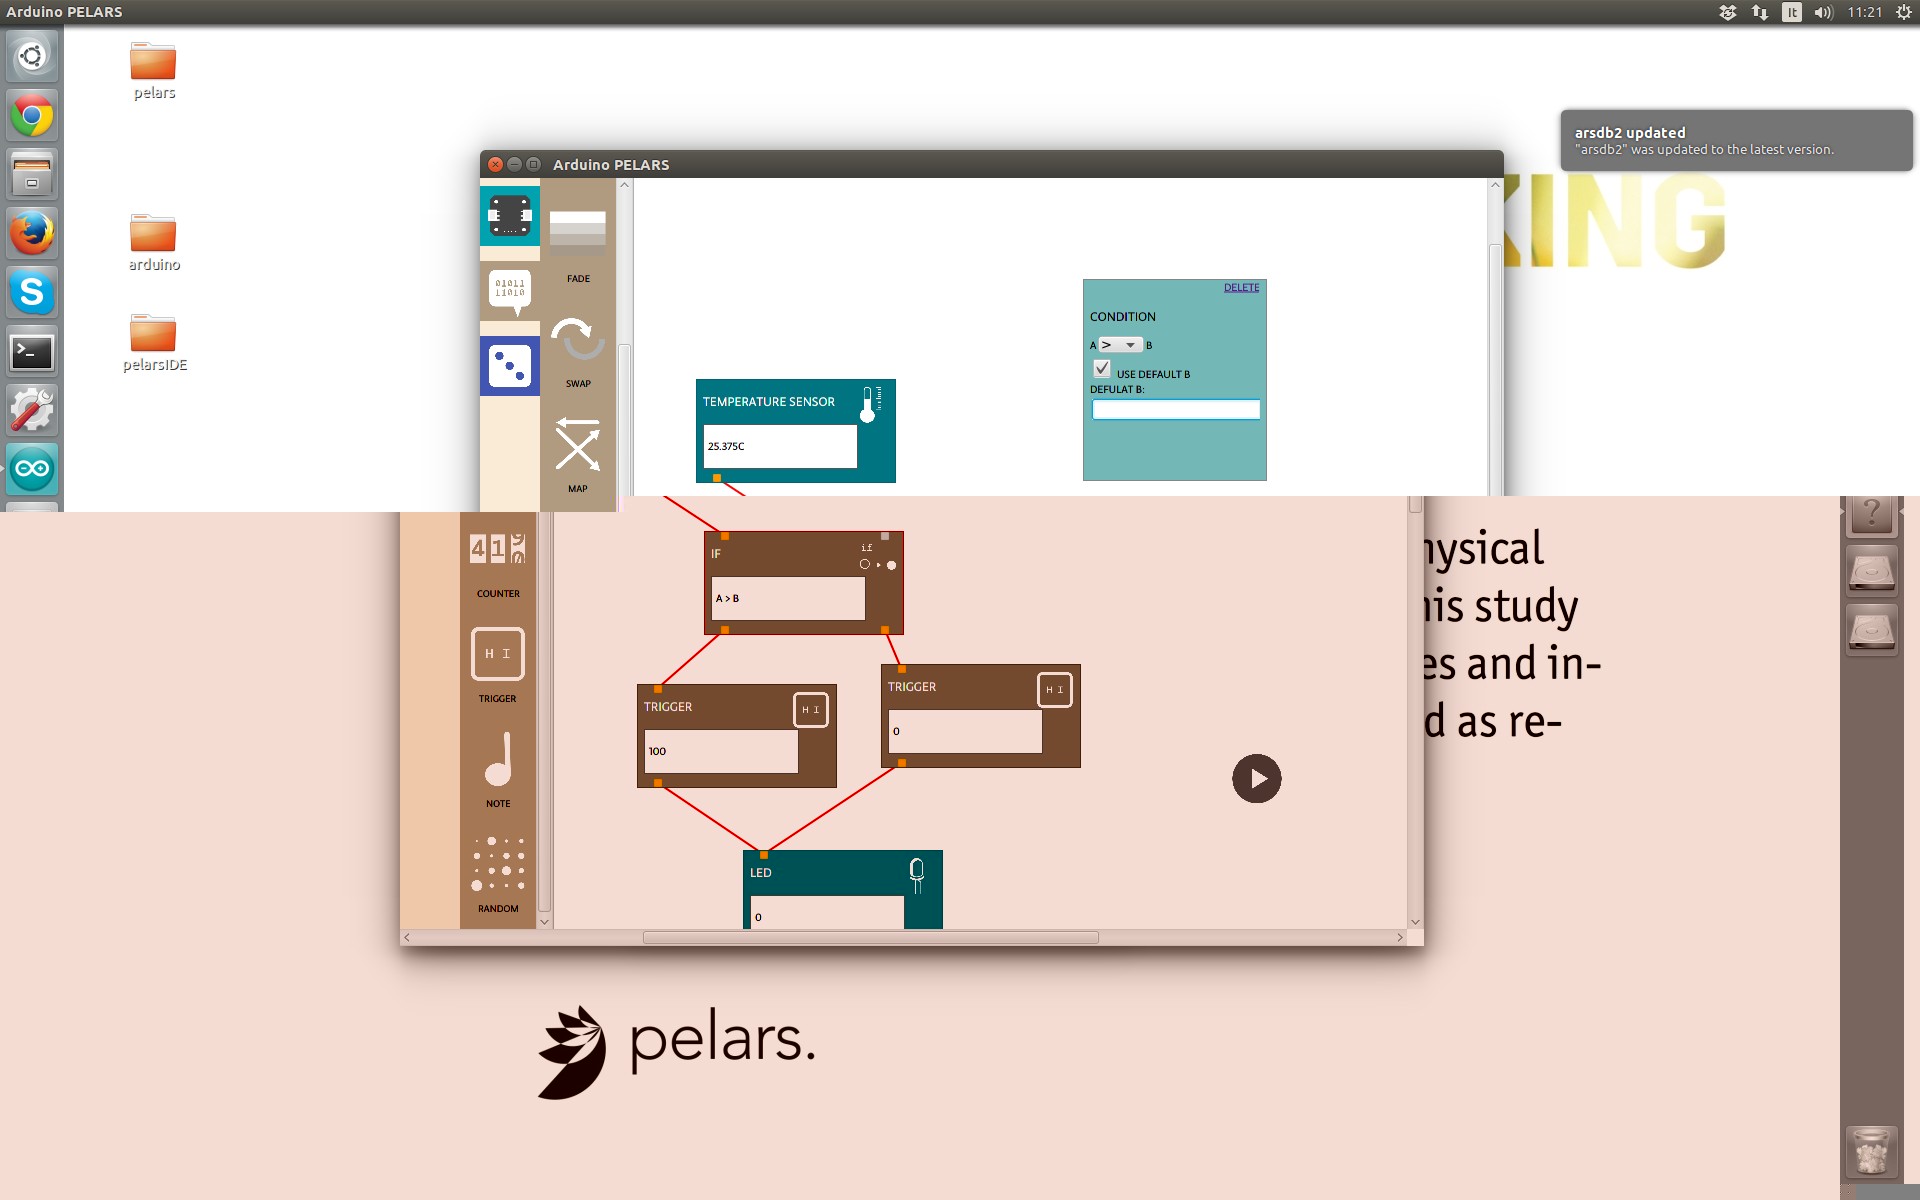 Arduino PELARS
It
11:21
pelars
arsdb2 updated
"arsdb2" was updated to the latest version.
Arduino PELARS
KING
arduino
01011
11010
FADE
DELETE
CONDITION
A > B
USE DEFAULT B
DEFULAT B:
pelarsIDE
SWAP
TEMPERATURE SENSOR
25.375C
MAP
hysical
his study
es and in-
d as re-
419
COUNTER
IF
if
A > B
H I
TRIGGER
TRIGGER
H I
100
TRIGGER
H I
0
NOTE
LED
0
RANDOM
pelars.